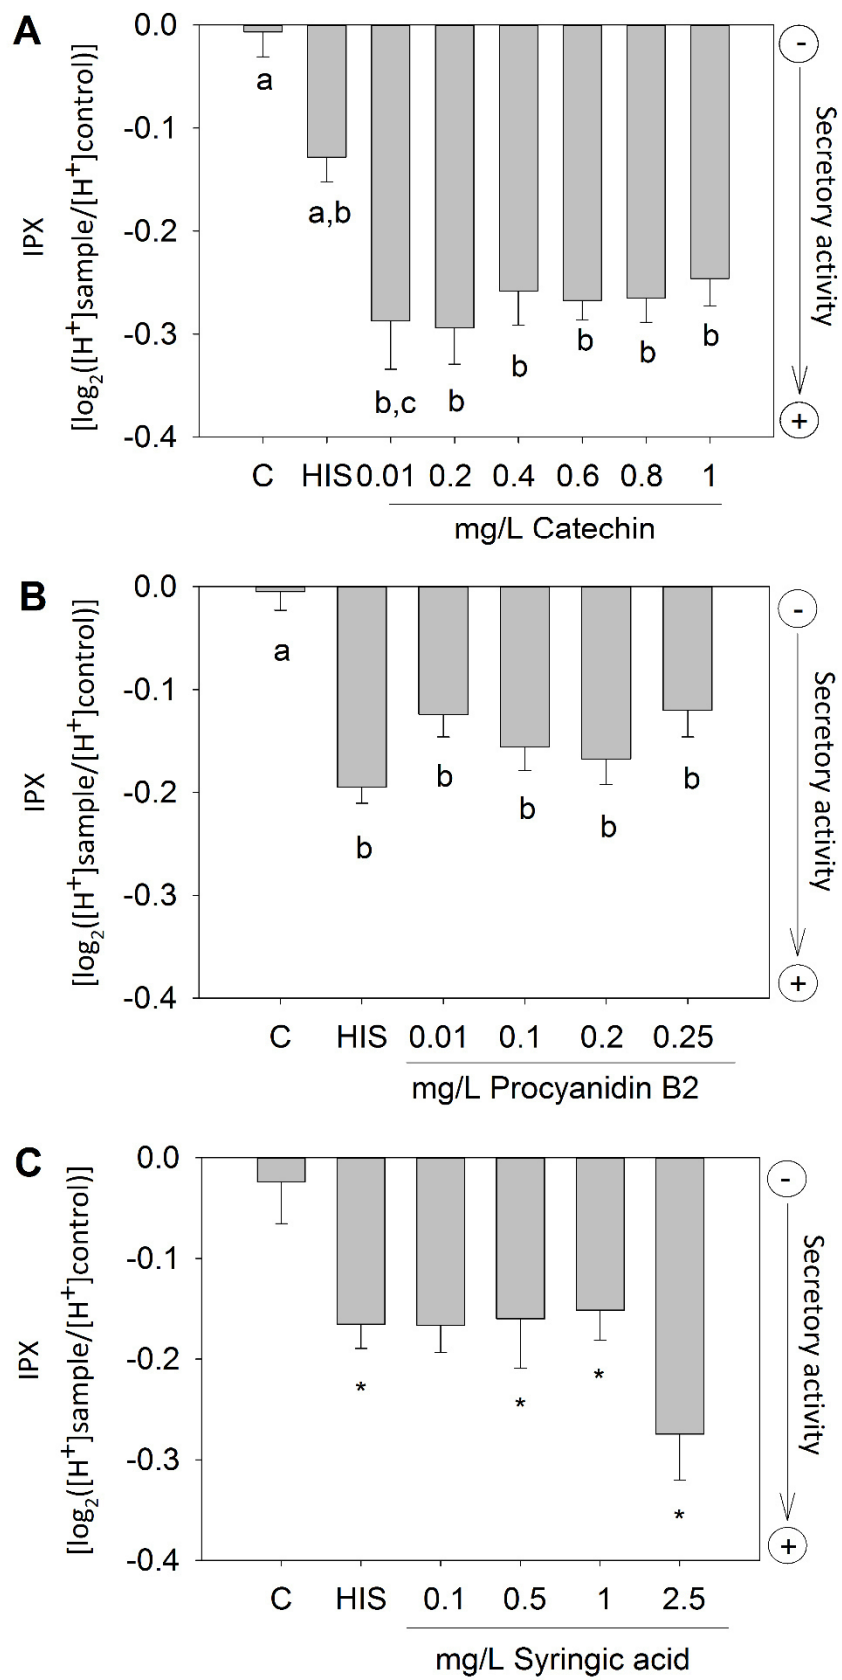 A
0.0
-0.1
-0.2
-0.3
-0.4
IPX
[log2([H+]sample/[H+]control)]
a
a,b
b,c
b
b
b
b
b
C HIS 0.01 0.2 0.4 0.6 0.8 1
mg/L Catechin
-
Secretory activity
+
B
0.0
-0.1
-0.2
-0.3
-0.4
IPX
[log2([H+]sample/[H+]control)]
a
b
b
b
b
b
C HIS 0.01 0.1 0.2 0.25
mg/L Procyanidin B2
-
Secretory activity
+
C
0.0
-0.1
-0.2
-0.3
-0.4
IPX
[log2([H+]sample/[H+]control)]
*
*
*
*
C HIS 0.1 0.5 1 2.5
mg/L Syringic acid
-
Secretory activity
+